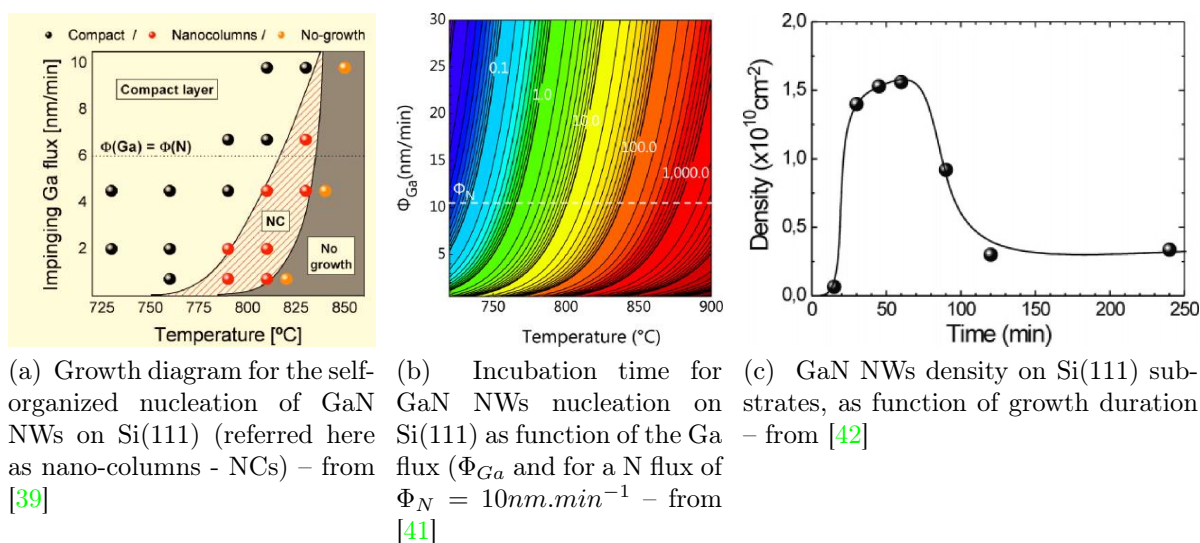 Compact / Nanocolumns / No-growth
Impinging Ga flux [nm/min]
10
8
6
4
2
Compact layer
Φ(Ga) = Φ(N)
NC
No
growth
725 750 775 800 825 850
Temperature [ºC]
Φ_Ga(nm/min)
30
25
20
15
10
5
0.1
1.0
10.0
100.0
1,000.0
Φ_N
750 800 850 900
Temperature (°C)
Density (x10^10cm^-2)
2,0
1.5
1.0
0.5
0.0
0 50 100 150 200 250
Time (min)
(a) Growth diagram for the self-
organized nucleation of GaN
NWs on Si(111) (referred here
as nano-columns - NCs) – from
[39]
(b) Incubation time for
GaN NWs nucleation on
Si(111) as function of the Ga
flux (Φ_Ga and for a N flux of
Φ_N = 10nm.min^−1 – from
[41]
(c) GaN NWs density on Si(111) sub-
strates, as function of growth duration
– from [42]